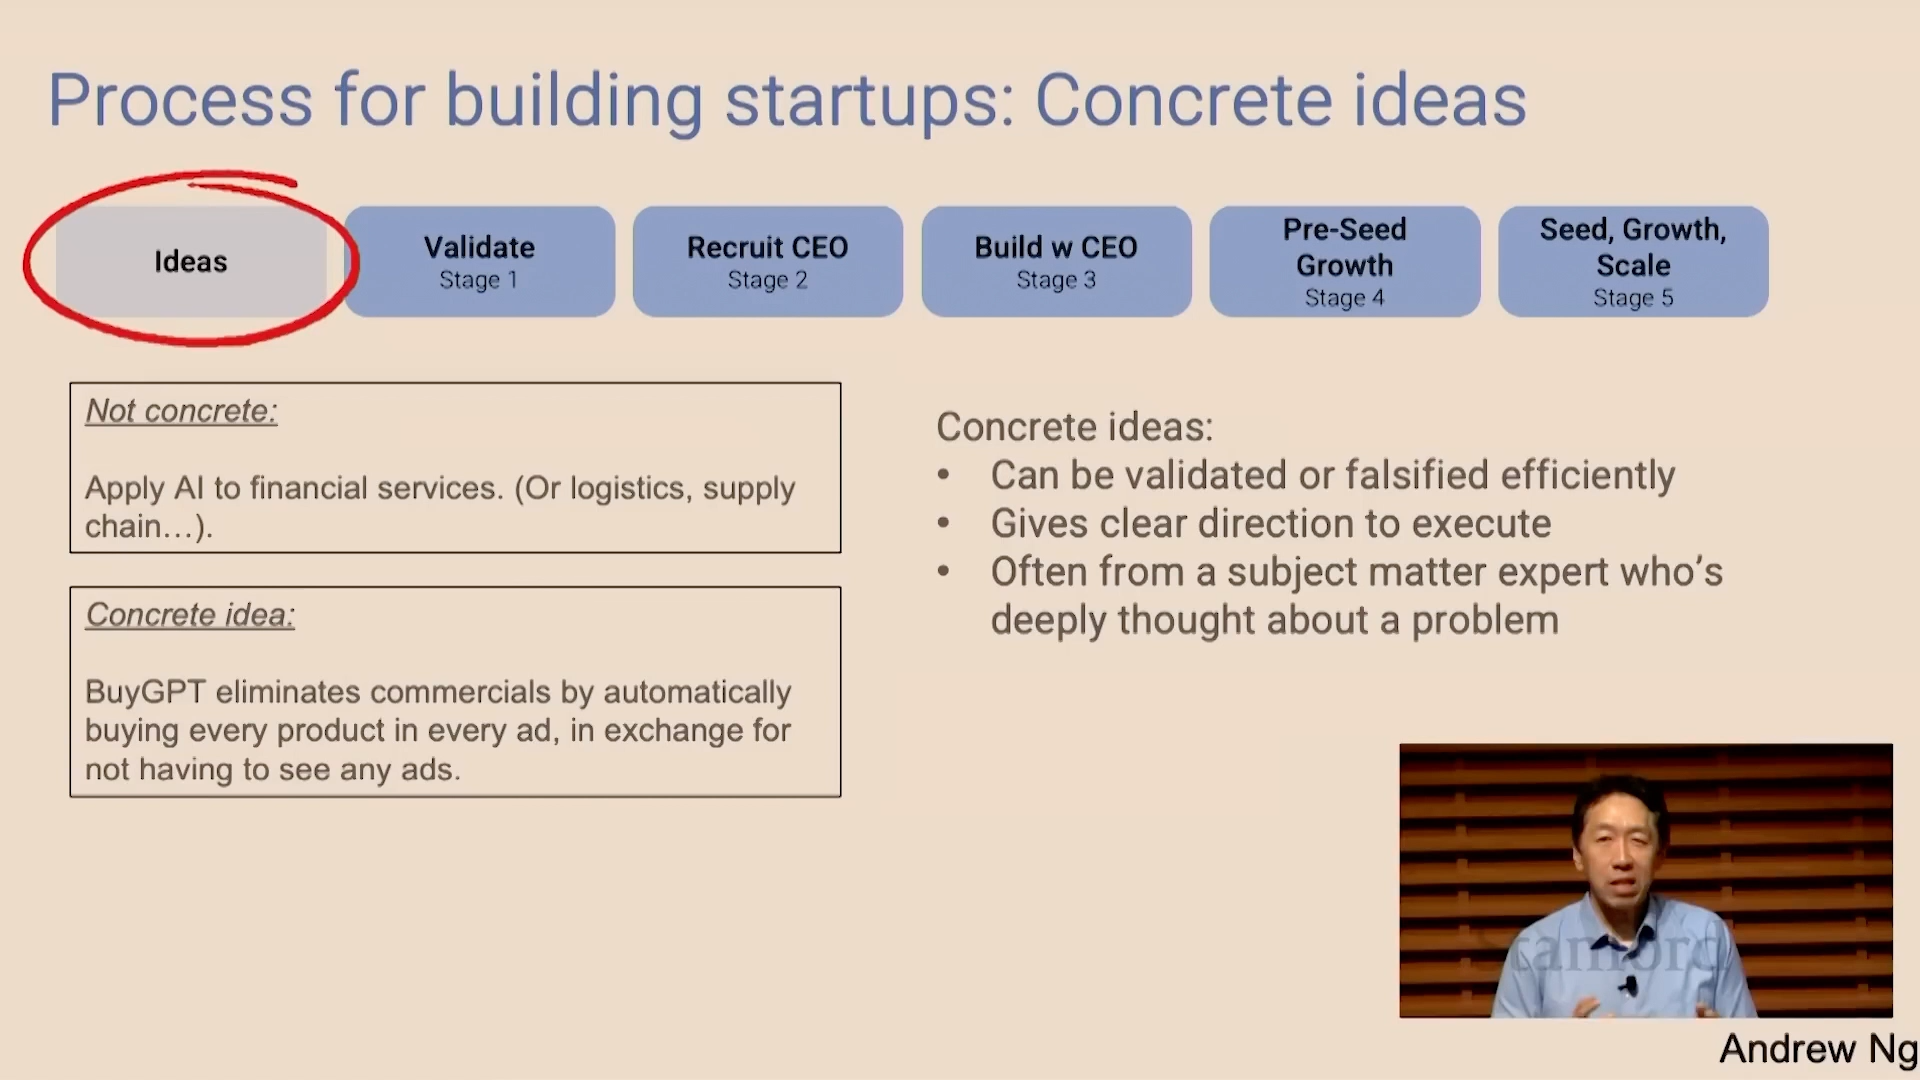 Process for building startups: Concrete ideas
Ideas
Validate
Stage 1
Recruit CEO
Stage 2
Build w CEO
Stage 3
Pre-Seed
Growth
Stage 4
Seed, Growth,
Scale
Stage 5
Not concrete:
Apply AI to financial services. (Or logistics, supply
chain…).
Concrete idea:
BuyGPT eliminates commercials by automatically
buying every product in every ad, in exchange for
not having to see any ads.
Concrete ideas:
• Can be validated or falsified efficiently
• Gives clear direction to execute
• Often from a subject matter expert who’s
deeply thought about a problem
Stanford
Andrew Ng